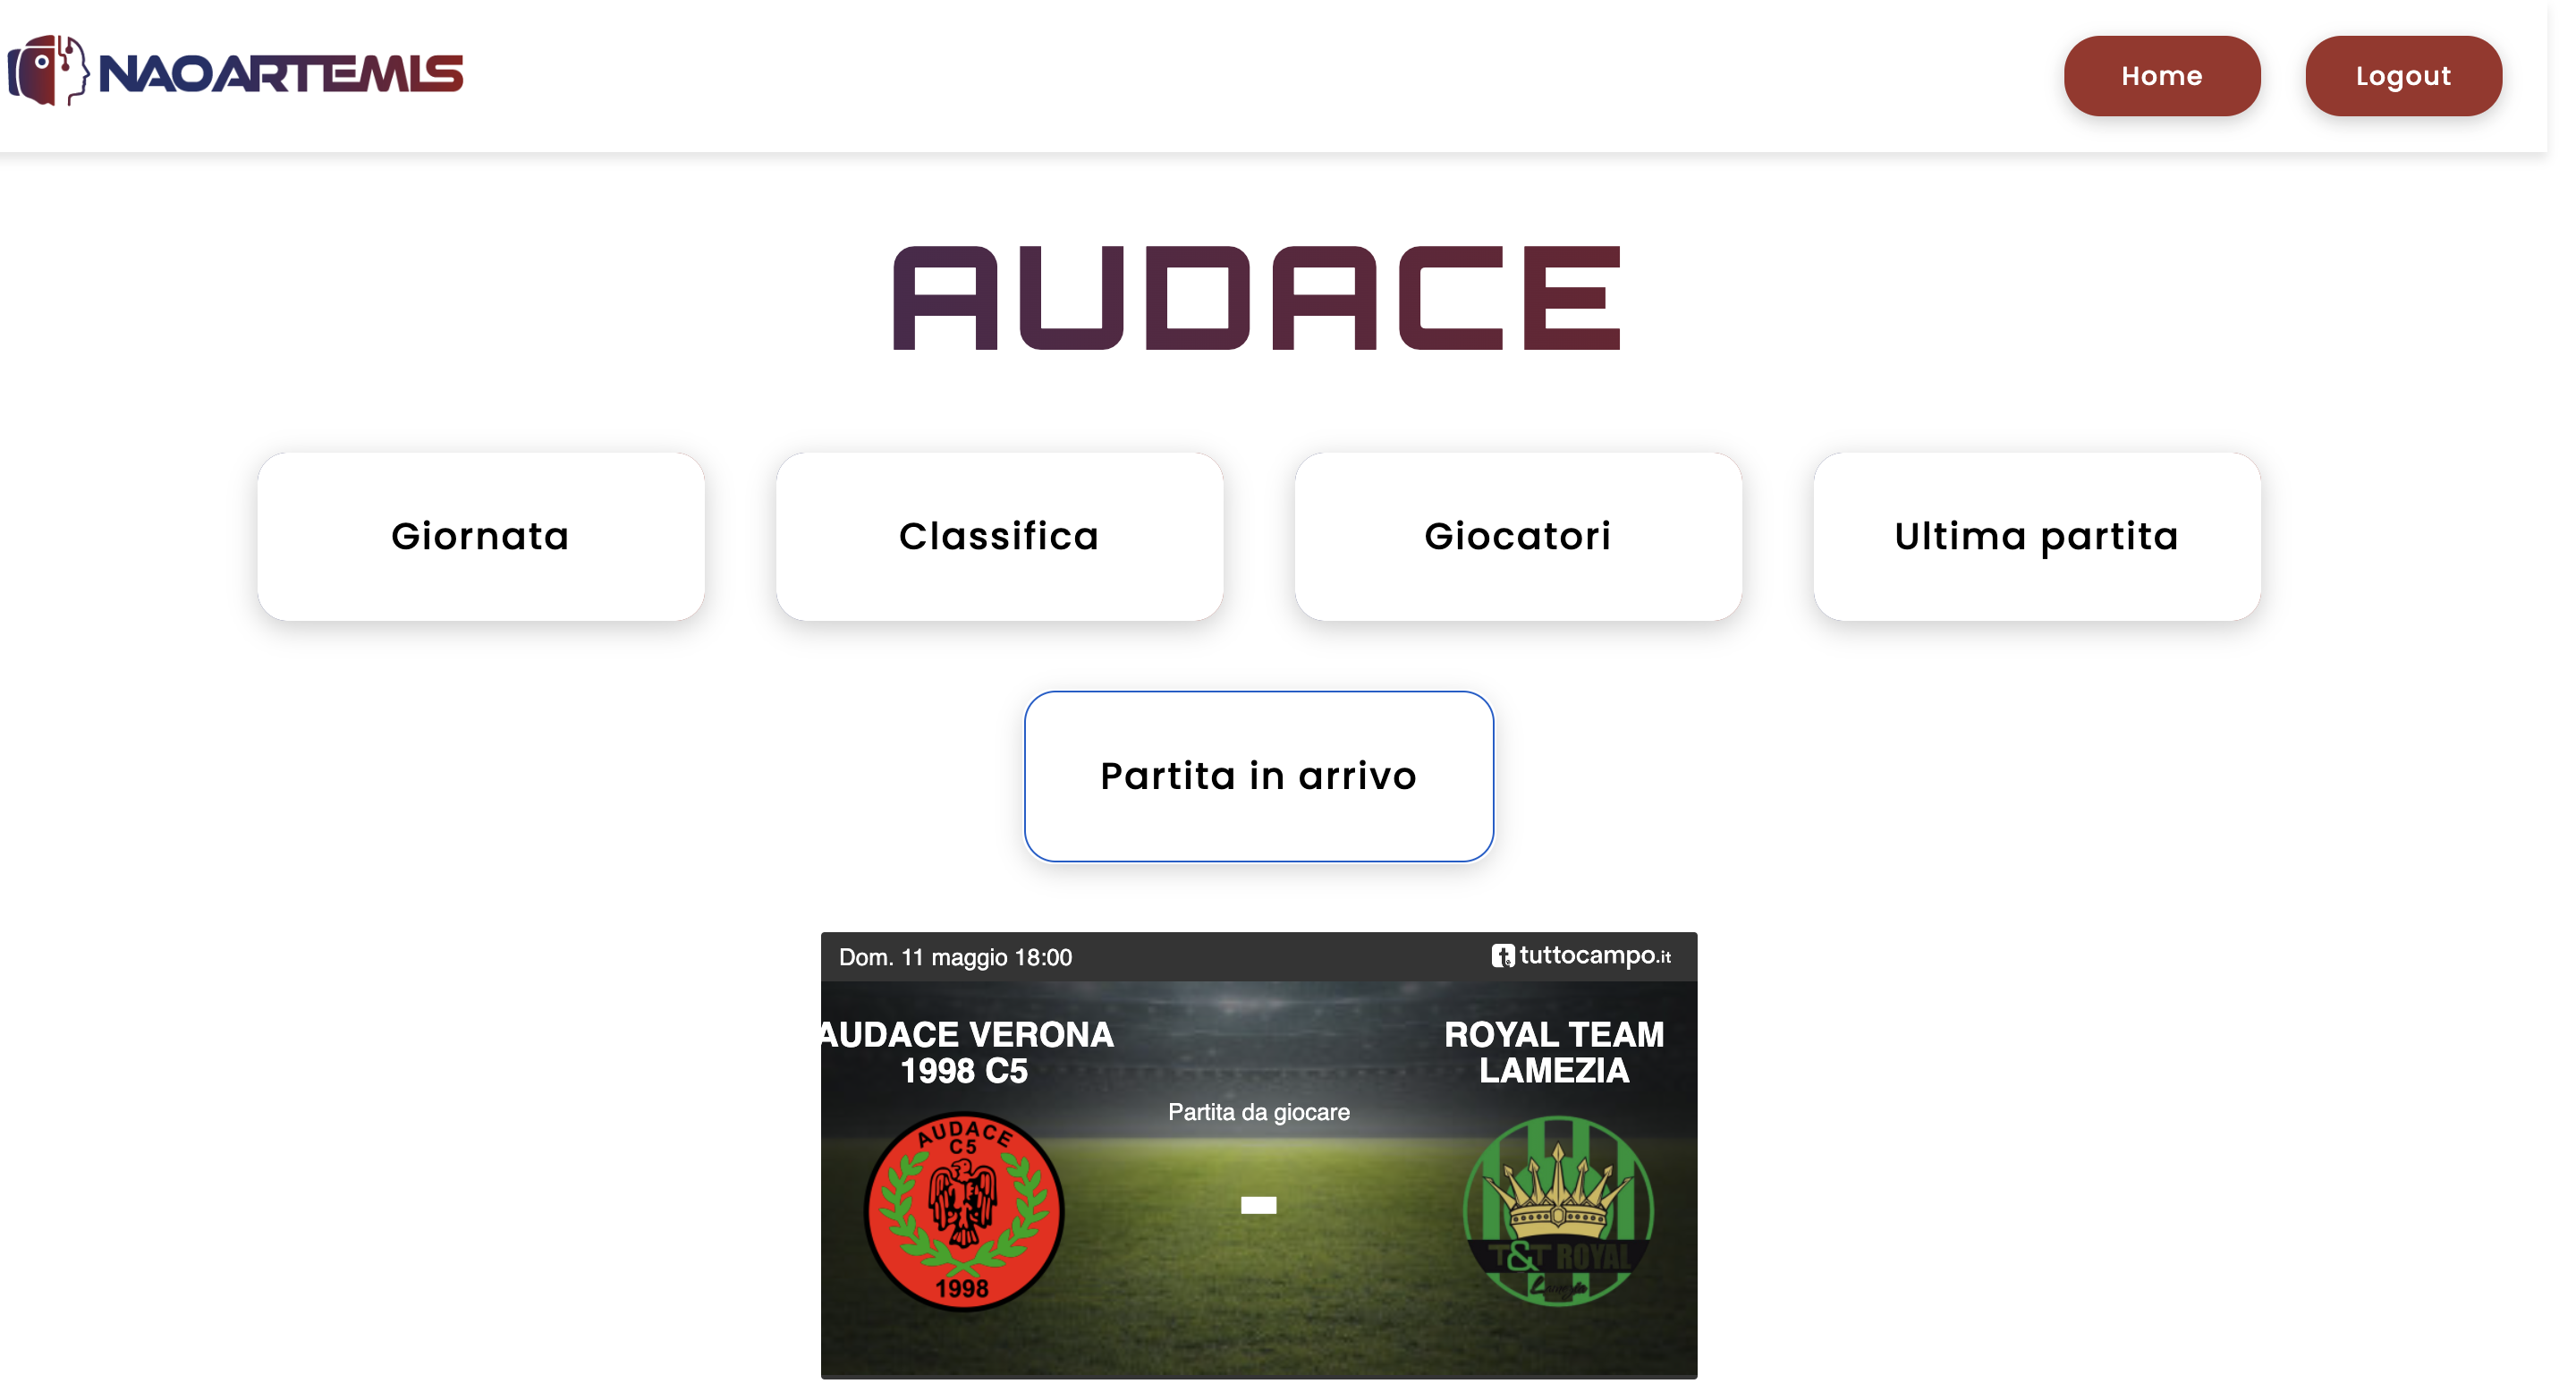 NAOARTEMIS
Home
Logout
AUDACE
Giornata
Classifica
Giocatori
Ultima partita
Partita in arrivo
Dom. 11 maggio 18:00
tuttocampo.it
AUDACE VERONA
1998 C5
ROYAL TEAM
LAMEZIA
Partita da giocare
-
AUDACE
C5
1998
T&T ROYAL
Lamezia